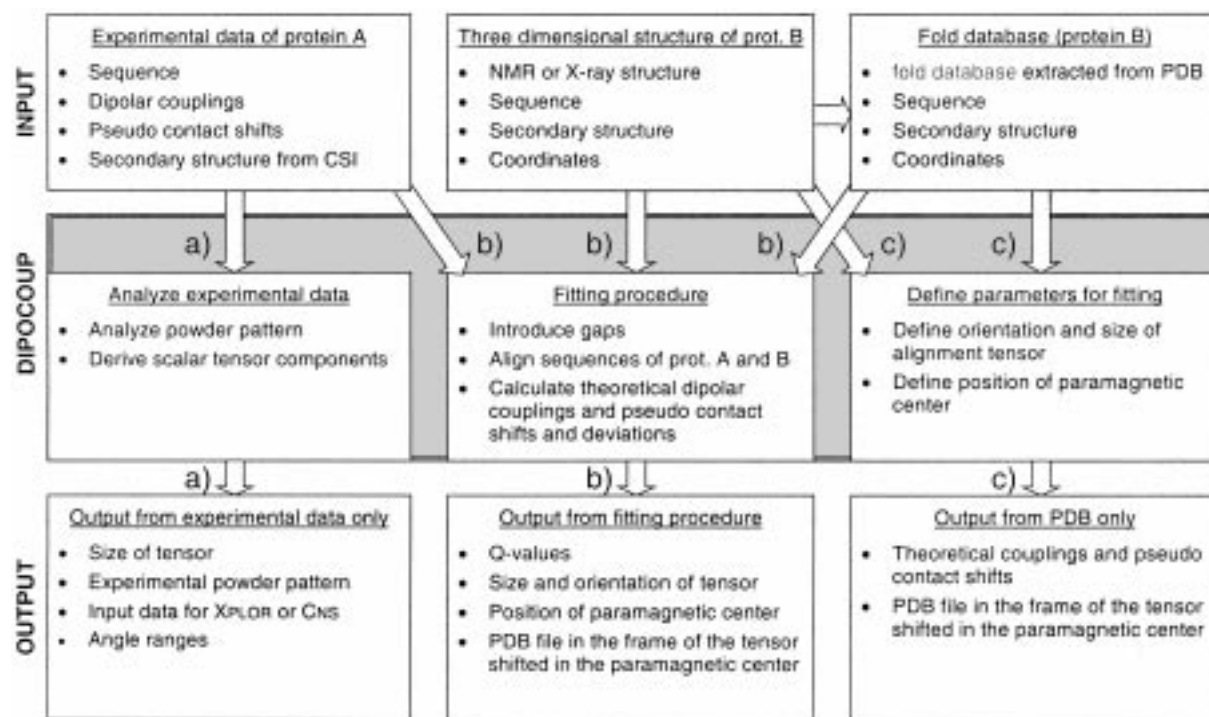 INPUT
Experimental data of protein A
• Sequence
• Dipolar couplings
• Pseudo contact shifts
• Secondary structure from CSI
Three dimensional structure of prot. B
• NMR or X-ray structure
• Sequence
• Secondary structure
• Coordinates
Fold database (protein B)
• fold database extracted from PDB
• Sequence
• Secondary structure
• Coordinates
a)
b)
b)
b)
c)
c)
DIPOCOUP
Analyze experimental data
• Analyze powder pattern
• Derive scalar tensor components
Fitting procedure
• Introduce gaps
• Align sequences of prot. A and B
• Calculate theoretical dipolar
couplings and pseudo contact
shifts and deviations
Define parameters for fitting
• Define orientation and size of
alignment tensor
• Define position of paramagnetic
center
a)
b)
c)
OUTPUT
Output from experimental data only
• Size of tensor
• Experimental powder pattern
• Input data for XPLOR or CNS
• Angle ranges
Output from fitting procedure
• Q-values
• Size and orientation of tensor
• Position of paramagnetic center
• PDB file in the frame of the tensor
shifted in the paramagnetic center
Output from PDB only
• Theoretical couplings and pseudo
contact shifts
• PDB file in the frame of the tensor
shifted in the paramagnetic center